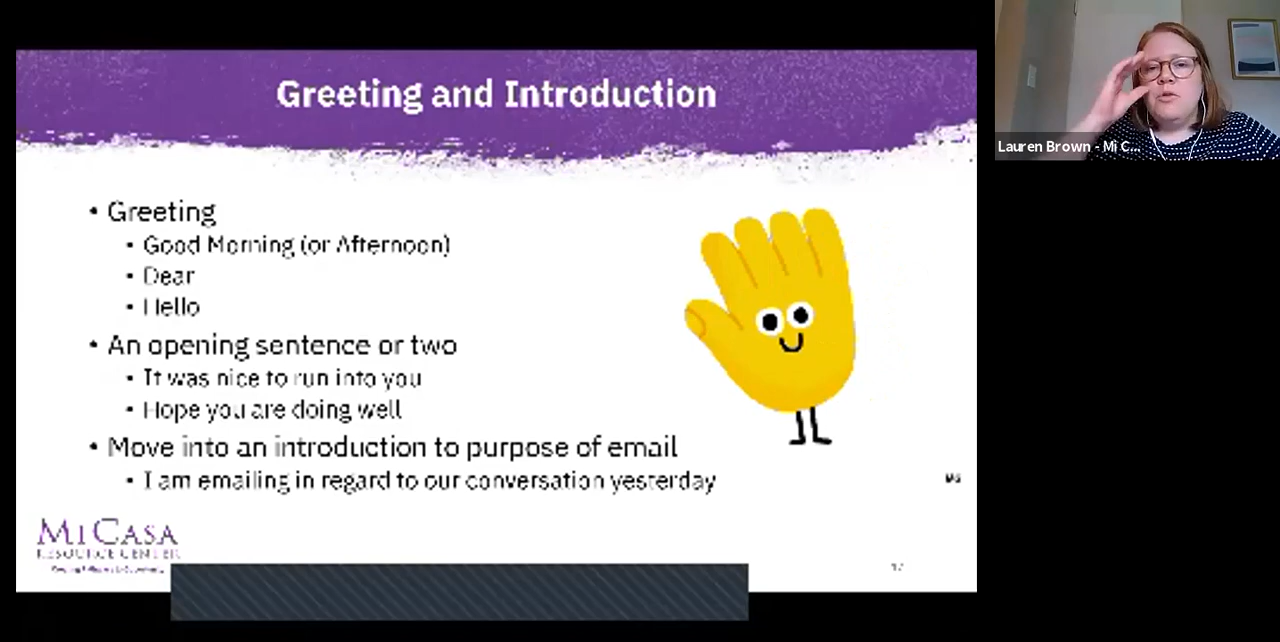 Greeting and Introduction
Lauren Brown - Mi C...
• Greeting
• Good Morning (or Afternoon)
• Dear
• Hello
• An opening sentence or two
• It was nice to run into you
• Hope you are doing well
• Move into an introduction to purpose of email
• I am emailing in regard to our conversation yesterday
MI CASA
RESOURCE CENTER
17